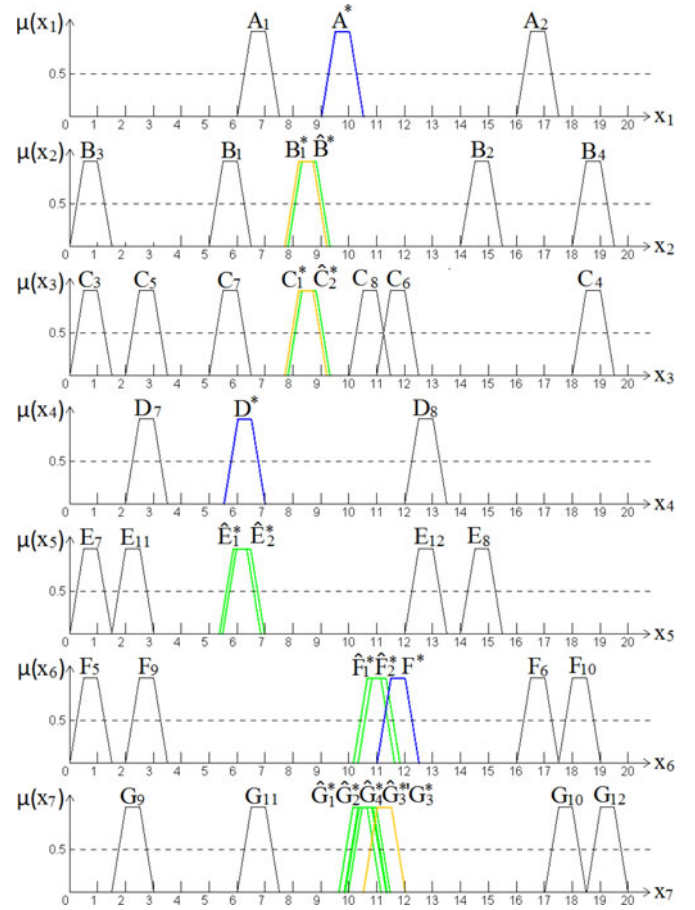 μ(x₁) A₁ A* A₂
0.5
0 1 2 3 4 5 6 7 8 9 10 11 12 13 14 15 16 17 18 19 20 x₁
μ(x₂) B₃ B₁ B₁* B̂* B₂ B₄
0.5
0 1 2 3 4 5 6 7 8 9 10 11 12 13 14 15 16 17 18 19 20 x₂
μ(x₃) C₃ C₅ C₇ C₁* Ĉ₂* C₈ C₆ C₄
0.5
0 1 2 3 4 5 6 7 8 9 10 11 12 13 14 15 16 17 18 19 20 x₃
μ(x₄) D₇ D* D₈
0.5
0 1 2 3 4 5 6 7 8 9 10 11 12 13 14 15 16 17 18 19 20 x₄
μ(x₅) E₇ E₁₁ Ê₁* Ê₂* E₁₂ E₈
0.5
0 1 2 3 4 5 6 7 8 9 10 11 12 13 14 15 16 17 18 19 20 x₅
μ(x₆) F₅ F₉ F̂₁* F̂₂* F* F₆ F₁₀
0.5
0 1 2 3 4 5 6 7 8 9 10 11 12 13 14 15 16 17 18 19 20 x₆
μ(x₇) G₉ G₁₁ Ĝ₁* Ĝ₂* Ĝ₄* Ĝ₃*' G₃* G₁₀ G₁₂
0.5
0 1 2 3 4 5 6 7 8 9 10 11 12 13 14 15 16 17 18 19 20 x₇